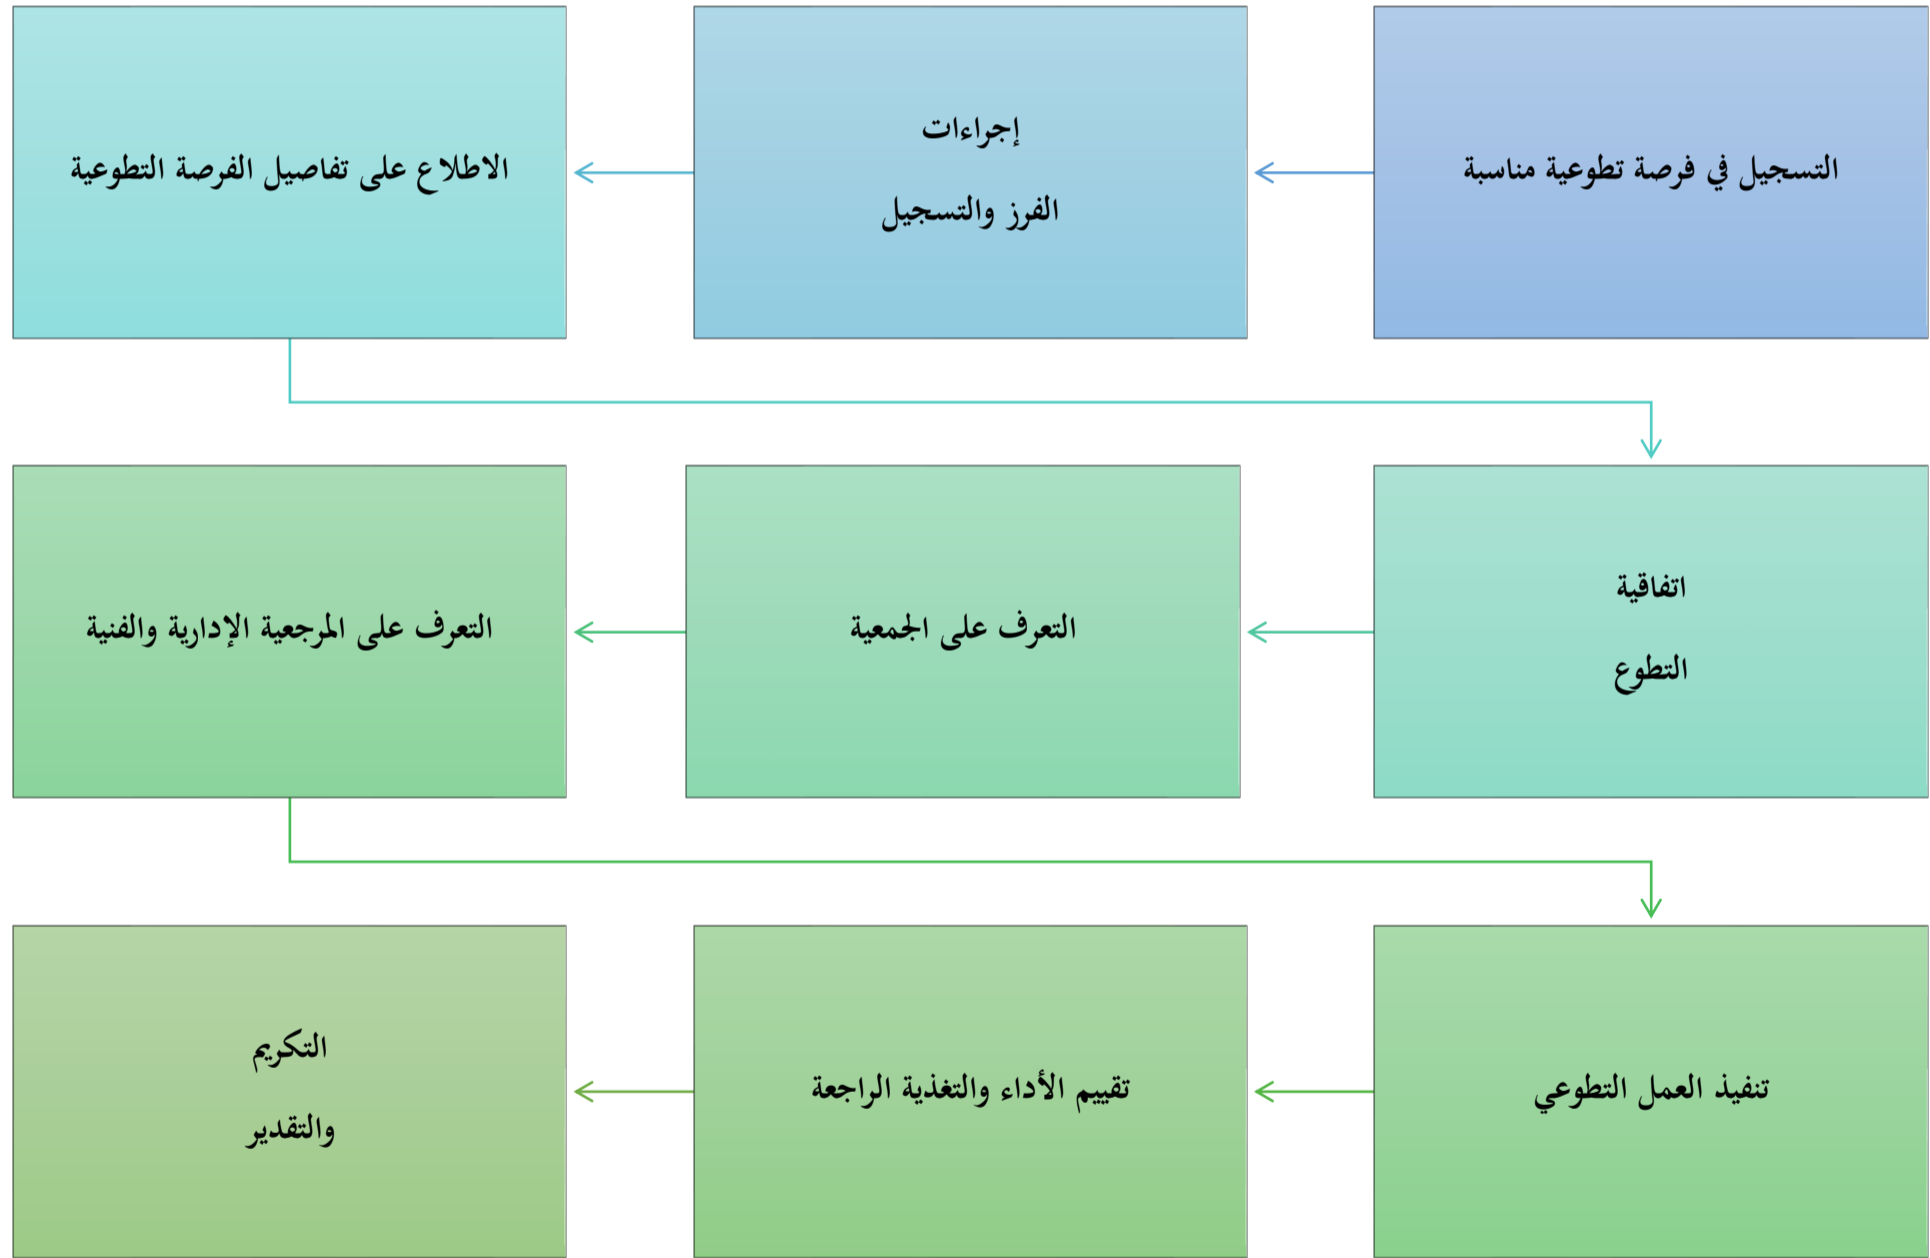 التسجيل في فرصة تطوعية مناسبة
إجراءات
الفرز والتسجيل
الاطلاع على تفاصيل الفرصة التطوعية
اتفاقية
التطوع
التعرف على الجمعية
التعرف على المرجعية الإدارية والفنية
تنفيذ العمل التطوعي
تقييم الأداء والتغذية الراجعة
التكريم
والتقدير